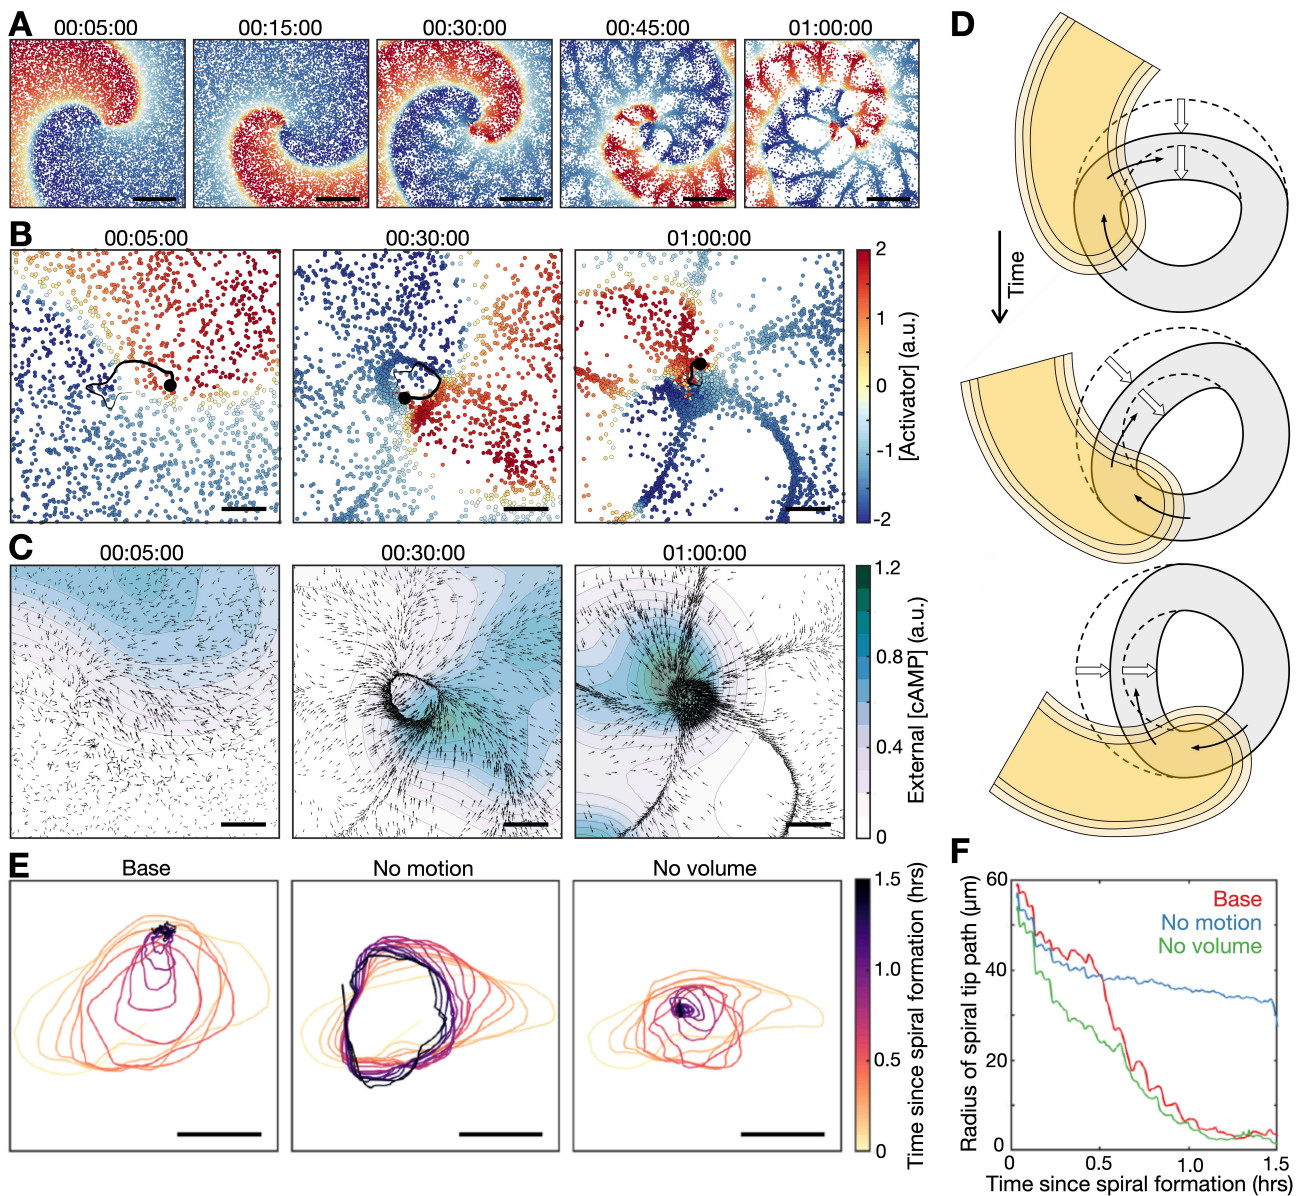 A
00:05:00 00:15:00 00:30:00 00:45:00 01:00:00
B
00:05:00 00:30:00 01:00:00
2
1
0
-1
-2
[Activator] (a.u.)
C
00:05:00 00:30:00 01:00:00
1.2
0.8
0.4
0
External [cAMP] (a.u.)
D
Time
E
Base No motion No volume
1.5
1.0
0.5
0
Time since spiral formation (hrs)
F
60
40
20
0
Radius of spiral tip path (μm)
Base
No motion
No volume
0 0.5 1.0 1.5
Time since spiral formation (hrs)